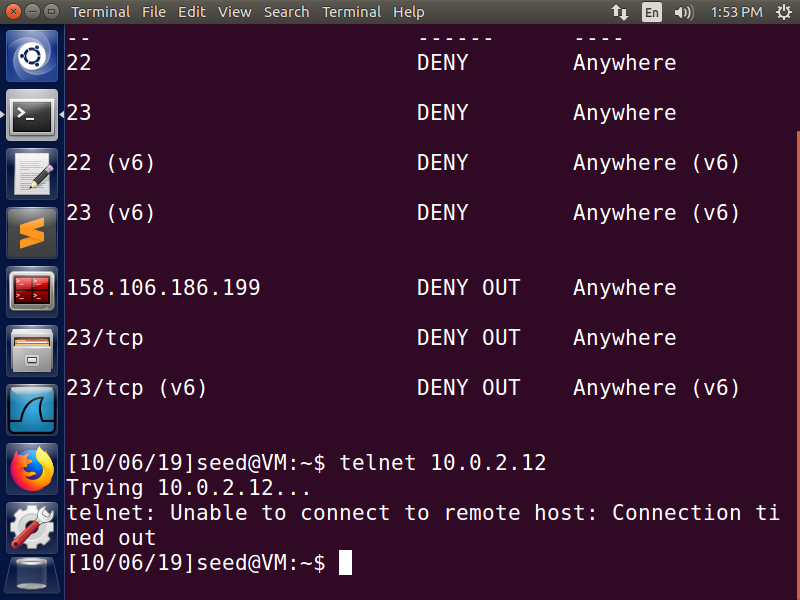 Terminal File Edit View Search Terminal Help En 1:53 PM
-- ------ ----
22 DENY Anywhere
23 DENY Anywhere
22 (v6) DENY Anywhere (v6)
23 (v6) DENY Anywhere (v6)
158.106.186.199 DENY OUT Anywhere
23/tcp DENY OUT Anywhere
23/tcp (v6) DENY OUT Anywhere (v6)
[10/06/19]seed@VM:~$ telnet 10.0.2.12
Trying 10.0.2.12...
telnet: Unable to connect to remote host: Connection ti
med out
[10/06/19]seed@VM:~$